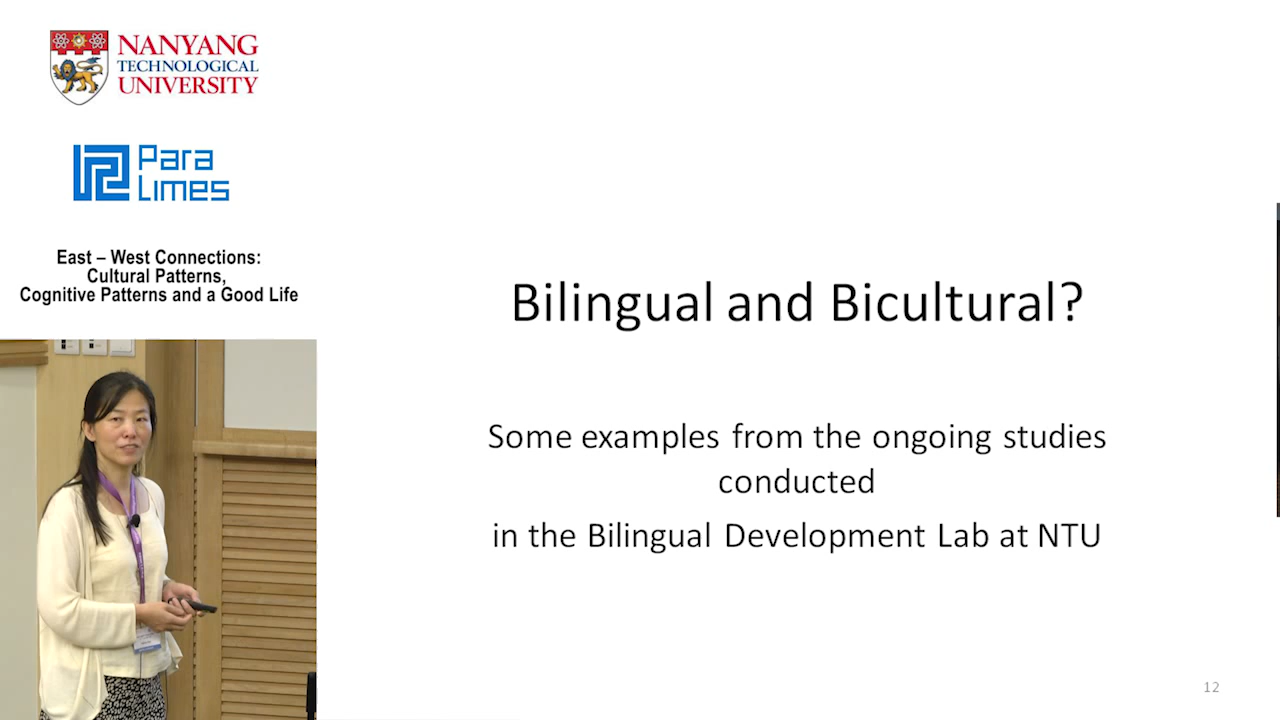 NANYANG
TECHNOLOGICAL
UNIVERSITY
Para
Limes
East – West Connections:
Cultural Patterns,
Cognitive Patterns and a Good Life
Bilingual and Bicultural?
Some examples from the ongoing studies
conducted
in the Bilingual Development Lab at NTU
12